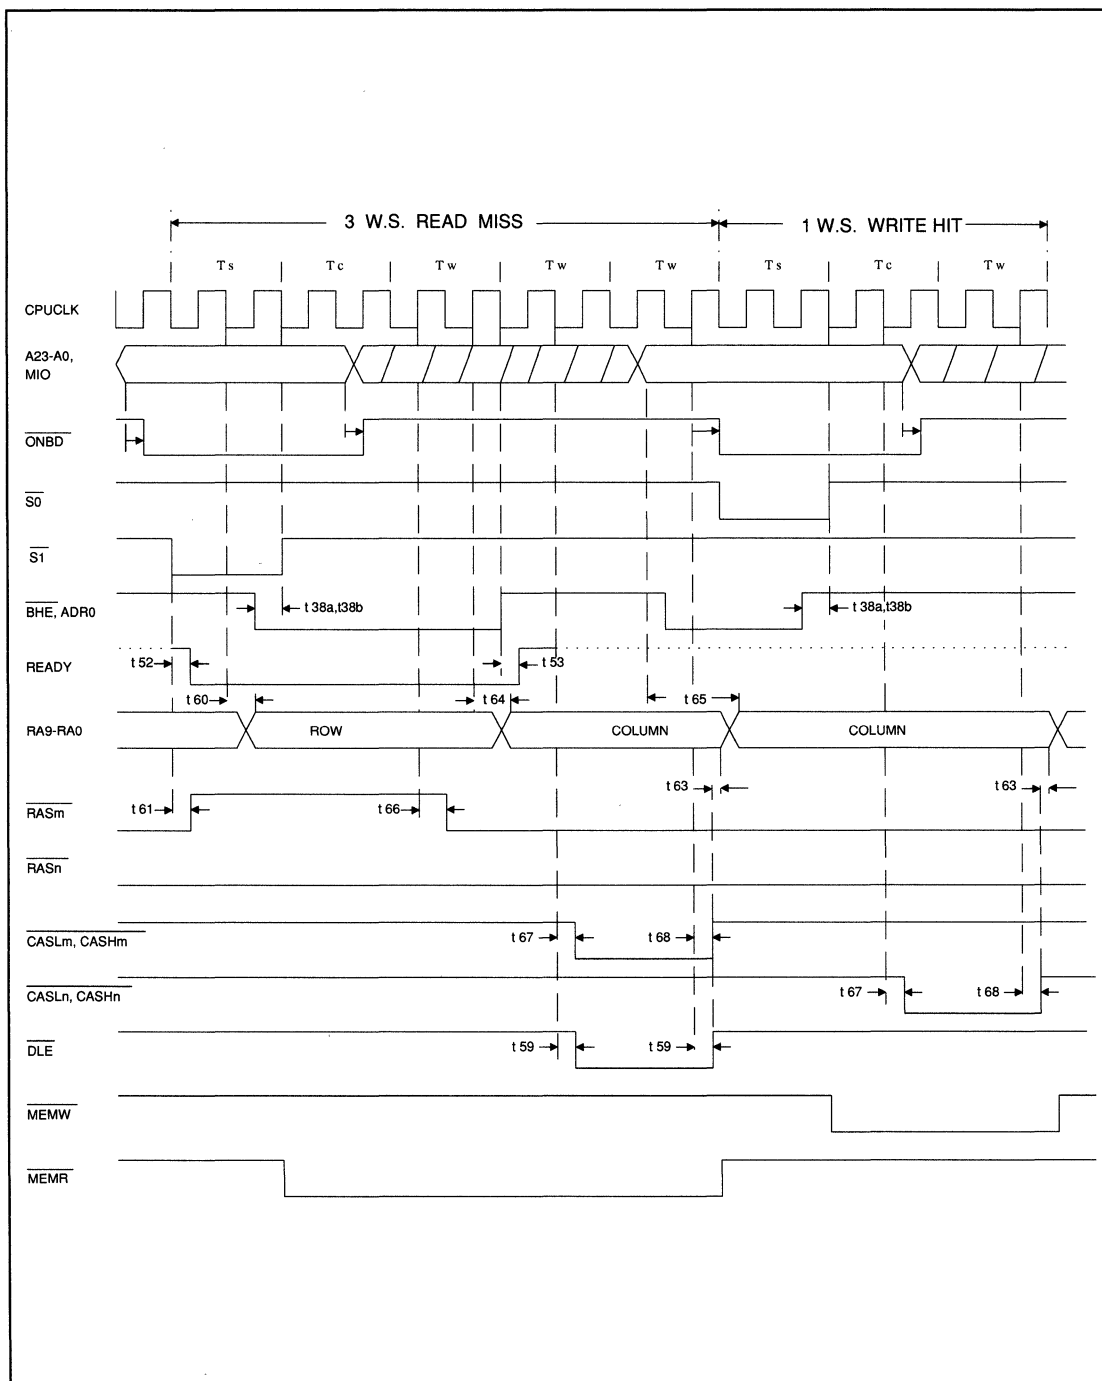 3 W.S. READ MISS
1 W.S. WRITE HIT
Ts Tc Tw Tw Tw Ts Tc Tw
CPUCLK
A23-A0,
MIO
ONBD
S0
S1
BHE, ADR0
t 38a,t38b
t 38a,t38b
READY
t 52
t 53
t 60
t 64
t 65
RA9-RA0
ROW
COLUMN
COLUMN
t 63
t 63
RASm
t 61
t 66
RASn
CASLm, CASHm
t 67
t 68
CASLn, CASHn
t 67
t 68
DLE
t 59
t 59
MEMW
MEMR